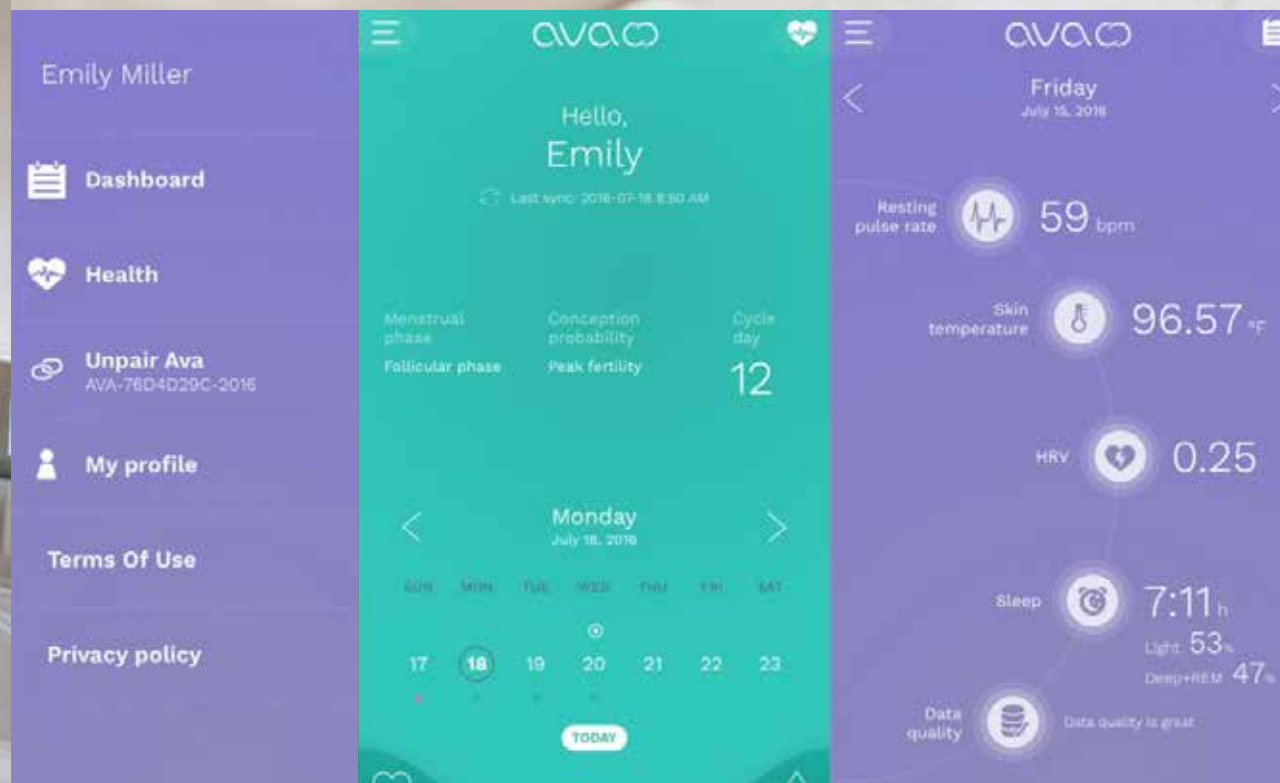 Emily Miller
Dashboard
Health
Unpair Ava
AVA-76D4D29C-2016
My profile
Terms Of Use
Privacy policy
ava
Hello,
Emily
Last sync: 2016-07-18 8:50 AM
Menstrual phase
Follicular phase
Conception probability
Peak fertility
Cycle day
12
Monday
July 18, 2016
SUN MON TUE WED THU FRI SAT
17 18 19 20 21 22 23
TODAY
ava
Friday
July 15, 2016
Resting
pulse rate
59 bpm
Skin
temperature
96.57 °F
HRV
0.25
Sleep
7:11 h
Light 53%
Deep+REM 47%
Data
quality
Data quality is great